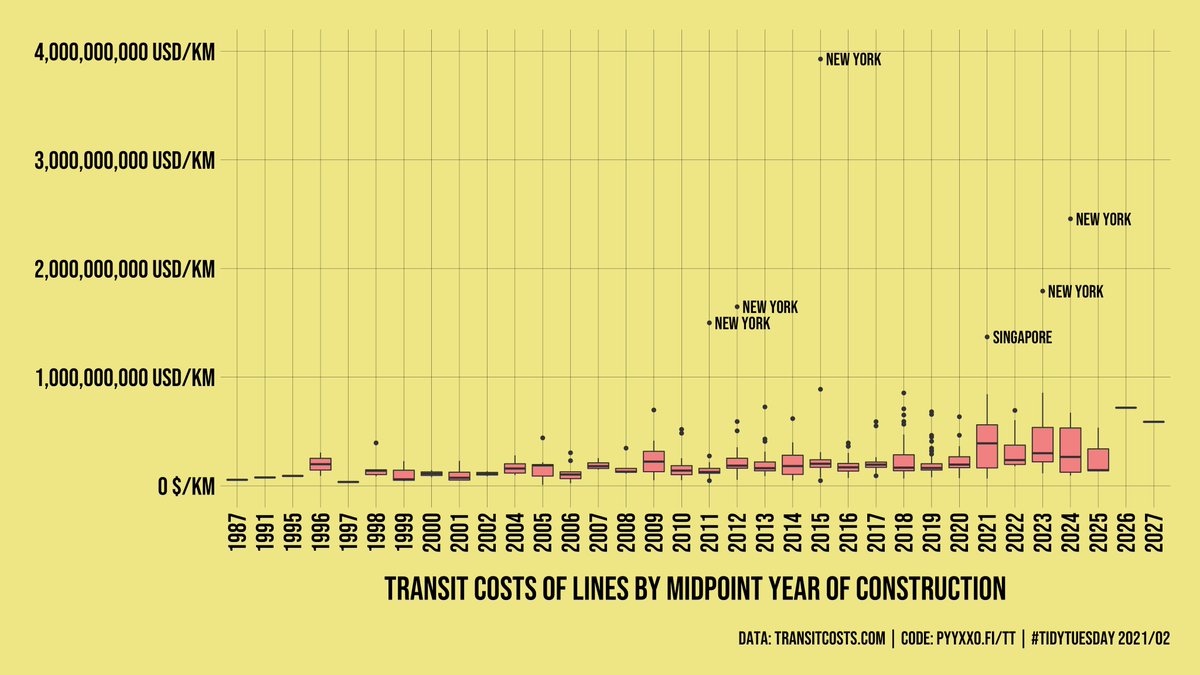 4,000,000,000 USD/KM
NEW YORK
3,000,000,000 USD/KM
NEW YORK
2,000,000,000 USD/KM
NEW YORK
NEW YORK
NEW YORK
SINGAPORE
1,000,000,000 USD/KM
0 $/KM
1987 1991 1995 1996 1997 1998 1999 2000 2001 2002 2004 2005 2006 2007 2008 2009 2010 2011 2012 2013 2014 2015 2016 2017 2018 2019 2020 2021 2022 2023 2024 2025 2026 2027
TRANSIT COSTS OF LINES BY MIDPOINT YEAR OF CONSTRUCTION
DATA: TRANSITCOSTS.COM | CODE: PYYXXO.FI/TT | #TIDYTUESDAY 2021/02